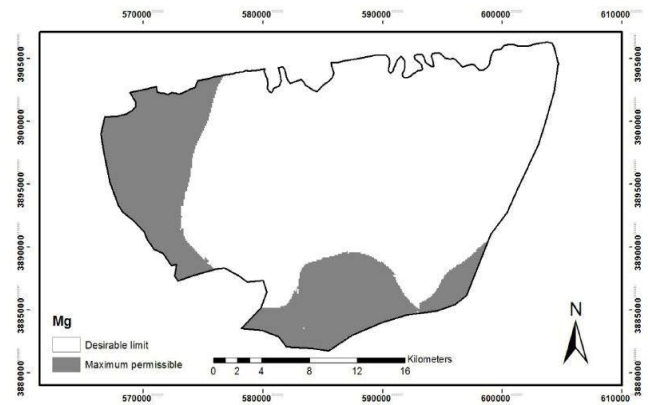 570000 580000 590000 600000 610000
3905000 3905000
3900000 3900000
3895000 3895000
3890000 3890000
3885000 3885000
3880000 3880000
N
Mg
Desirable limit
Maximum permissible
Kilometers
0 2 4 8 12 16
570000 580000 590000 600000 610000